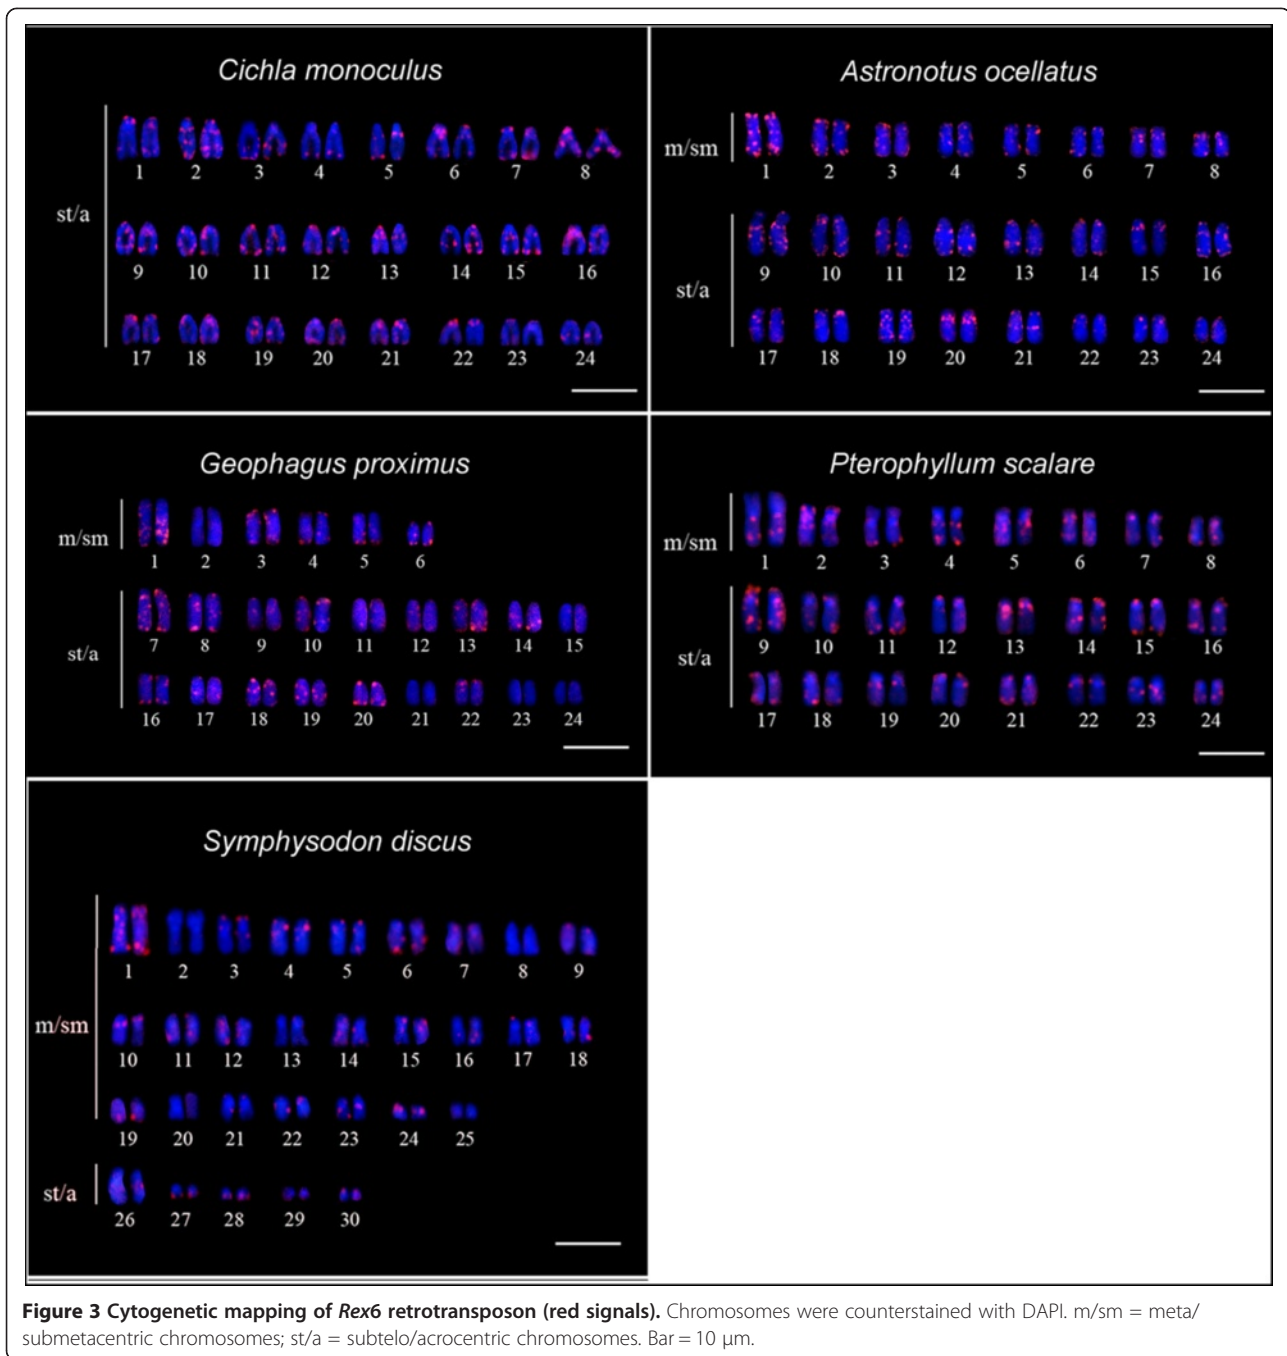 Cichla monoculus
1 2 3 4 5 6 7 8
st/a
9 10 11 12 13 14 15 16
17 18 19 20 21 22 23 24
Astronotus ocellatus
m/sm
1 2 3 4 5 6 7 8
9 10 11 12 13 14 15 16
st/a
17 18 19 20 21 22 23 24
Geophagus proximus
m/sm
1 2 3 4 5 6
7 8 9 10 11 12 13 14 15
st/a
16 17 18 19 20 21 22 23 24
Pterophyllum scalare
m/sm
1 2 3 4 5 6 7 8
9 10 11 12 13 14 15 16
st/a
17 18 19 20 21 22 23 24
Symphysodon discus
1 2 3 4 5 6 7 8 9
m/sm
10 11 12 13 14 15 16 17 18
19 20 21 22 23 24 25
st/a
26 27 28 29 30
Figure 3 Cytogenetic mapping of Rex6 retrotransposon (red signals). Chromosomes were counterstained with DAPI. m/sm = meta/
submetacentric chromosomes; st/a = subtelo/acrocentric chromosomes. Bar = 10 μm.